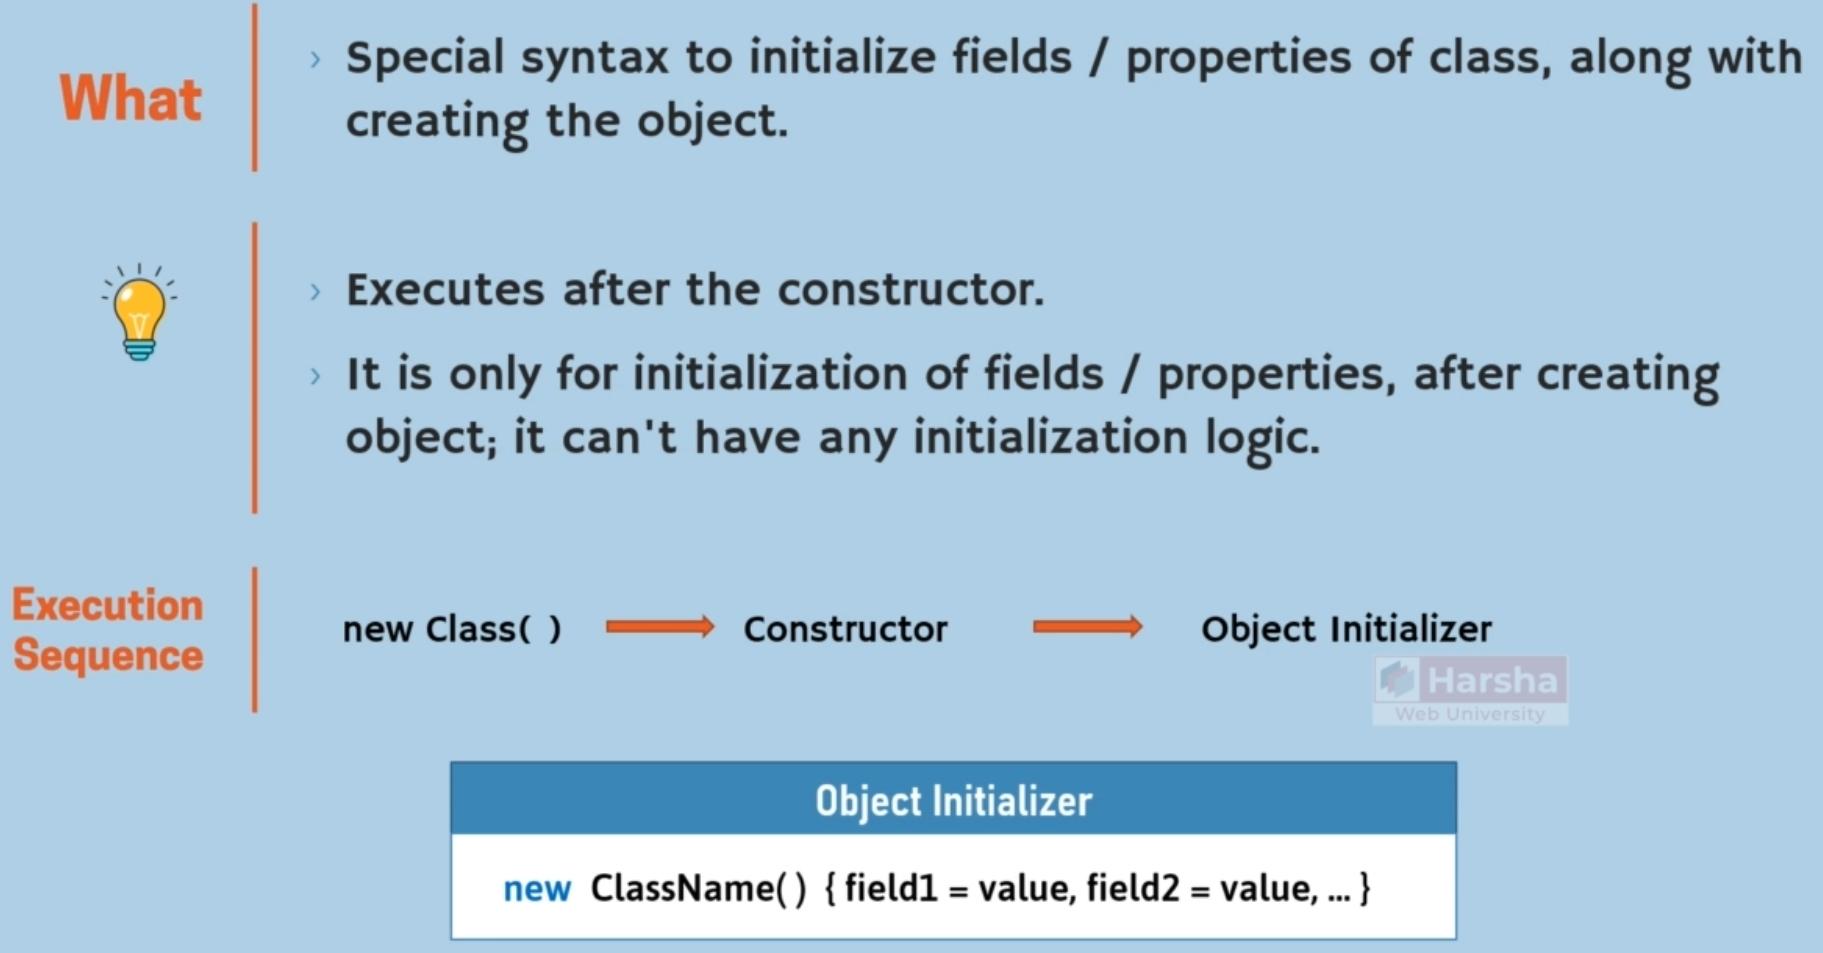 What
› Special syntax to initialize fields / properties of class, along with
creating the object.
› Executes after the constructor.
› It is only for initialization of fields / properties, after creating
object; it can't have any initialization logic.
Execution
Sequence
new Class( ) Constructor Object Initializer
Harsha
Web University
Object Initializer
new ClassName( ) { field1 = value, field2 = value, ... }